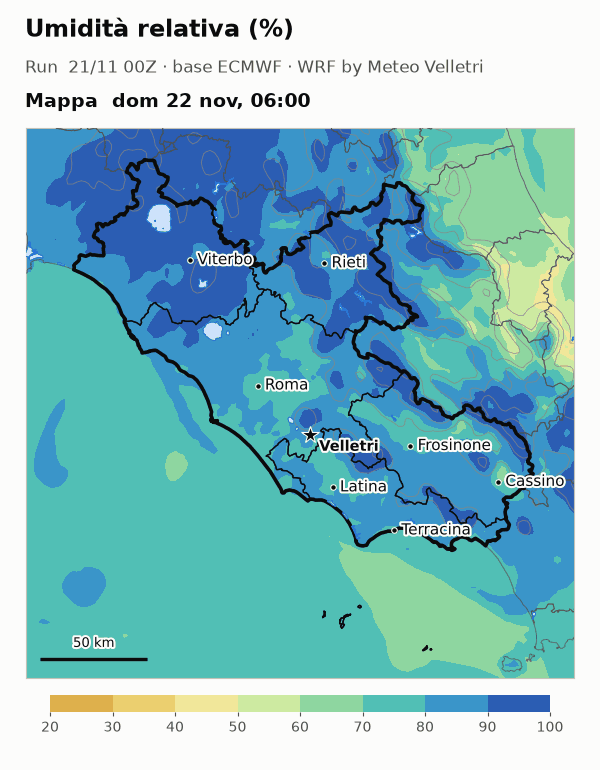 Umidità relativa (%)
Run 21/11 00Z · base ECMWF · WRF by Meteo Velletri
Mappa dom 22 nov, 06:00
Viterbo
Rieti
Roma
Velletri
Frosinone
Cassino
Latina
Terracina
50 km
20 30 40 50 60 70 80 90 100